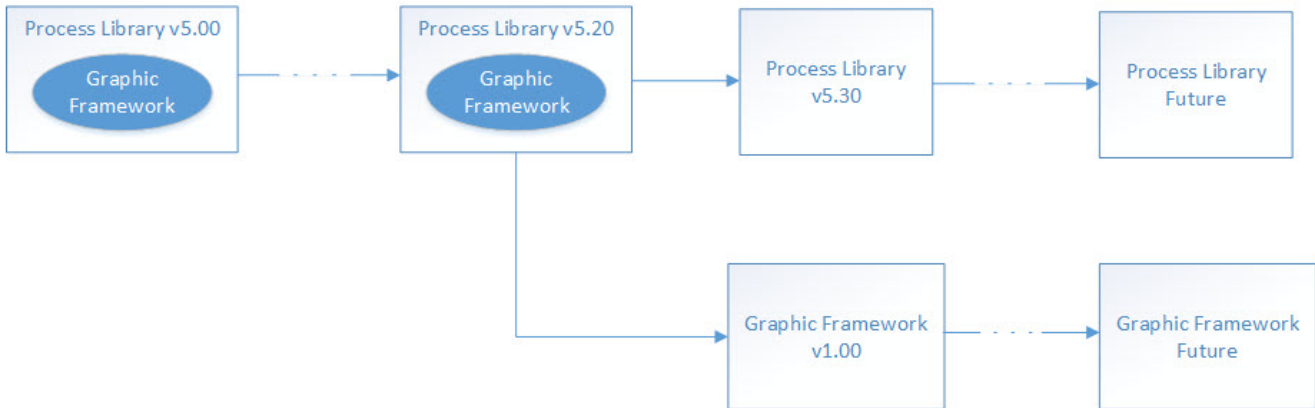 Process Library v5.00
Graphic
Framework
Process Library v5.20
Graphic
Framework
Process Library
v5.30
Process Library
Future
Graphic Framework
v1.00
Graphic Framework
Future